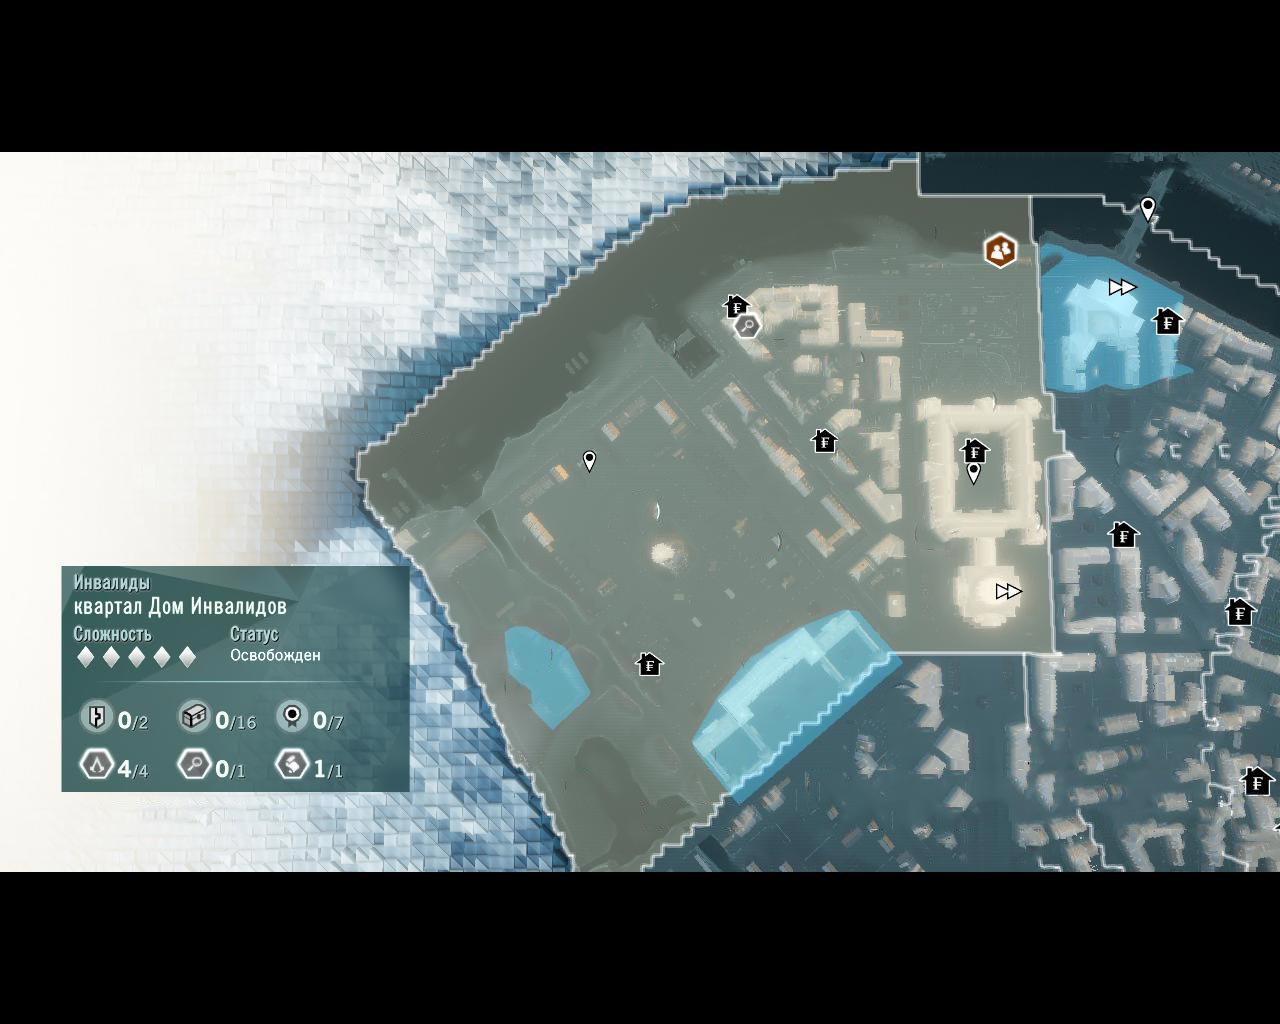 Инвалиды
квартал Дом Инвалидов
Сложность Статус
Освобожден
0/2 0/16 0/7
4/4 0/1 1/1